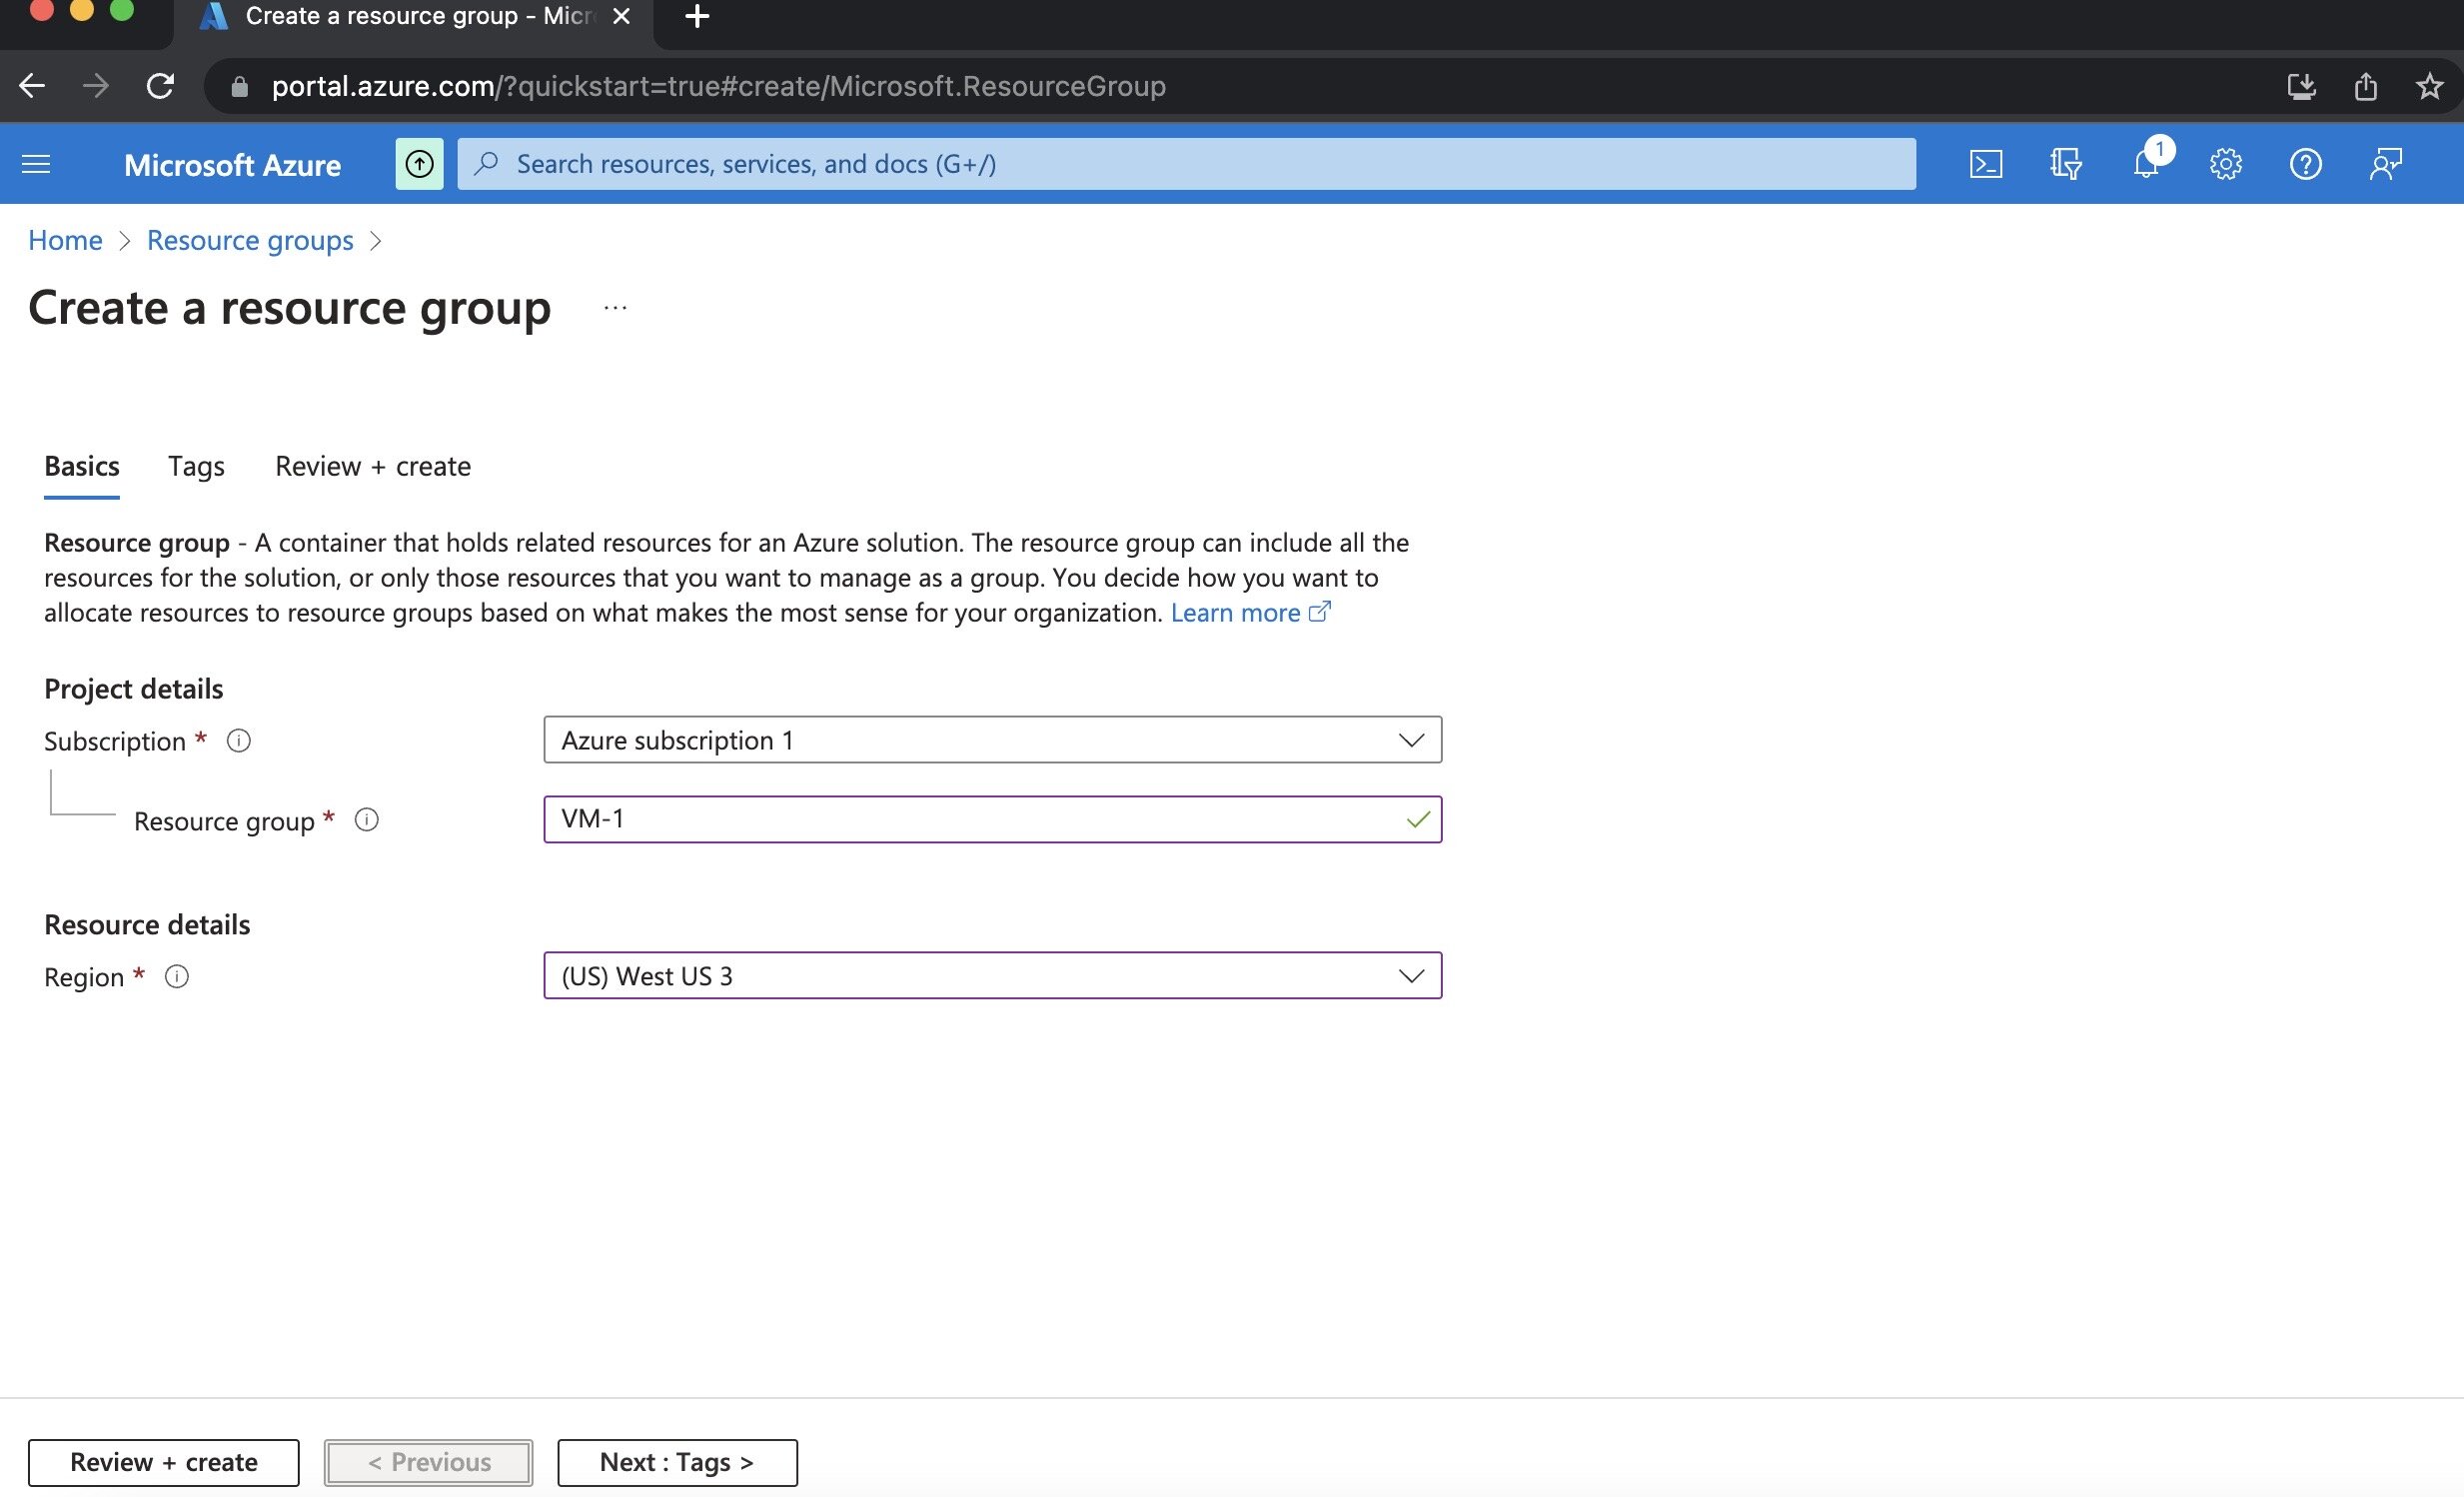 Create a resource group - Micr
portal.azure.com/?quickstart=true#create/Microsoft.ResourceGroup
Microsoft Azure
Search resources, services, and docs (G+/)
1
Home > Resource groups >
Create a resource group ...
Basics Tags Review + create
Resource group - A container that holds related resources for an Azure solution. The resource group can include all the
resources for the solution, or only those resources that you want to manage as a group. You decide how you want to
allocate resources to resource groups based on what makes the most sense for your organization. Learn more
Project details
Subscription * Azure subscription 1
Resource group * VM-1
Resource details
Region * (US) West US 3
Review + create < Previous Next : Tags >